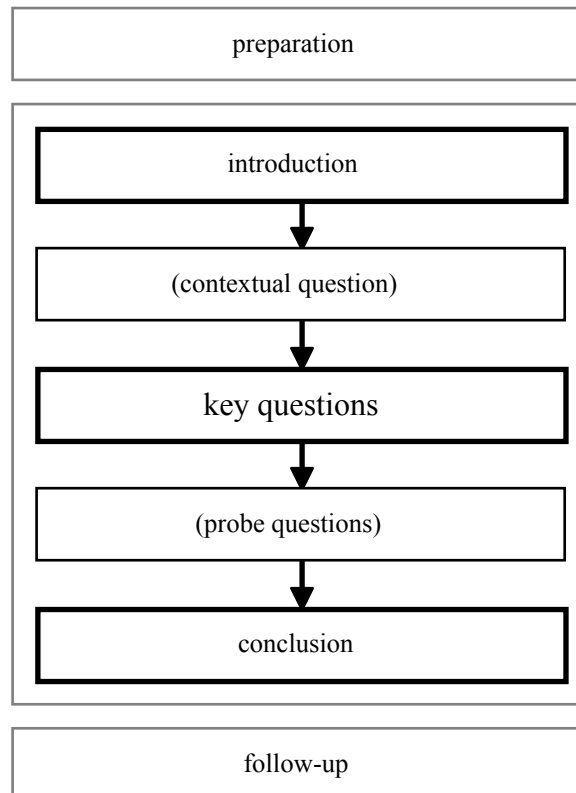 preparation
introduction
(contextual question)
key questions
(probe questions)
conclusion
follow-up